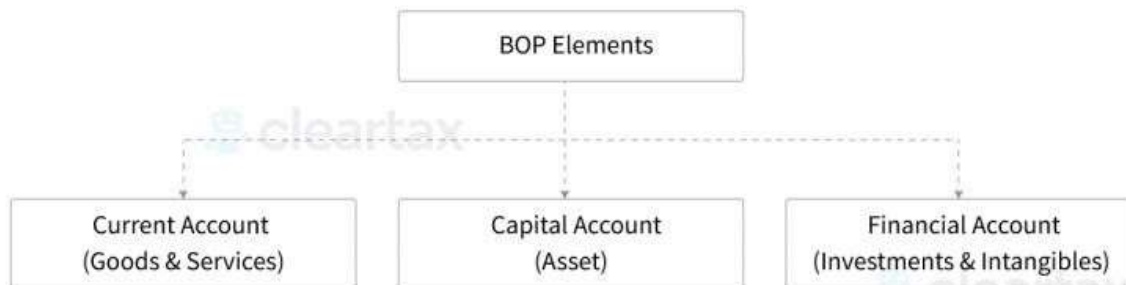 BOP Elements
cleartax
Current Account
(Goods & Services)
Capital Account
(Asset)
Financial Account
(Investments & Intangibles)